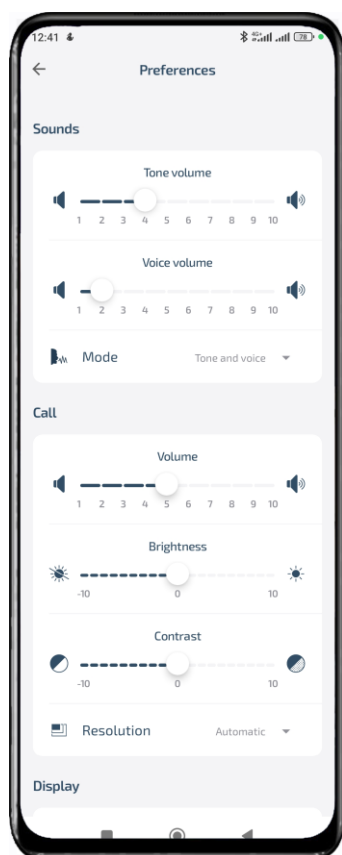 12:41
4G+ 78
Preferences
Sounds
Tone volume
1 2 3 4 5 6 7 8 9 10
Voice volume
1 2 3 4 5 6 7 8 9 10
Mode Tone and voice
Call
Volume
1 2 3 4 5 6 7 8 9 10
Brightness
-10 0 10
Contrast
-10 0 10
Resolution Automatic
Display